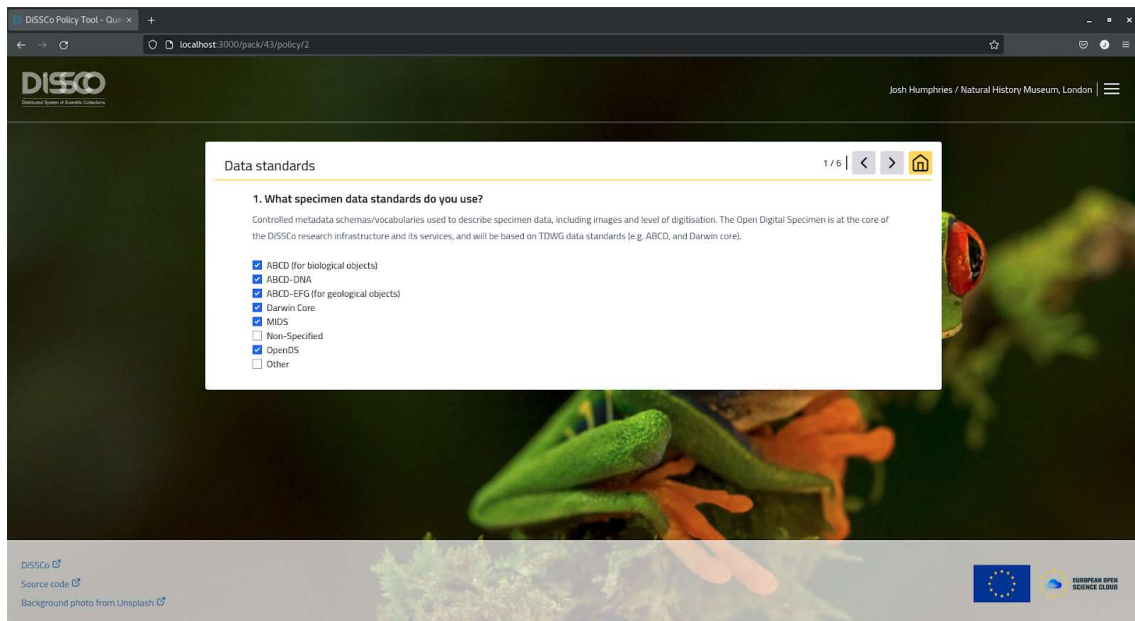 DiSSCo Policy Tool - Que
localhost:3000/pack/43/policy/2
DiSSCo
Distributed System of Scientific Collections
Josh Humphries / Natural History Museum, London
Data standards
1 / 6
1. What specimen data standards do you use?
Controlled metadata schemas/vocabularies used to describe specimen data, including images and level of digitisation. The Open Digital Specimen is at the core of
the DiSSCo research infrastructure and its services, and will be based on TDWG data standards (e.g. ABCD, and Darwin core).
ABCD (for biological objects)
ABCD-DNA
ABCD-EFG (for geological objects)
Darwin Core
MIDS
Non-Specified
OpenDS
Other
DiSSCo
Source code
Background photo from Unsplash
EUROPEAN OPEN
SCIENCE CLOUD